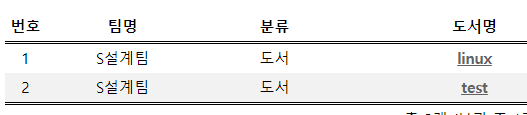 번호 팀명 분류 도서명
1 S설계팀 도서 linux
2 S설계팀 도서 test